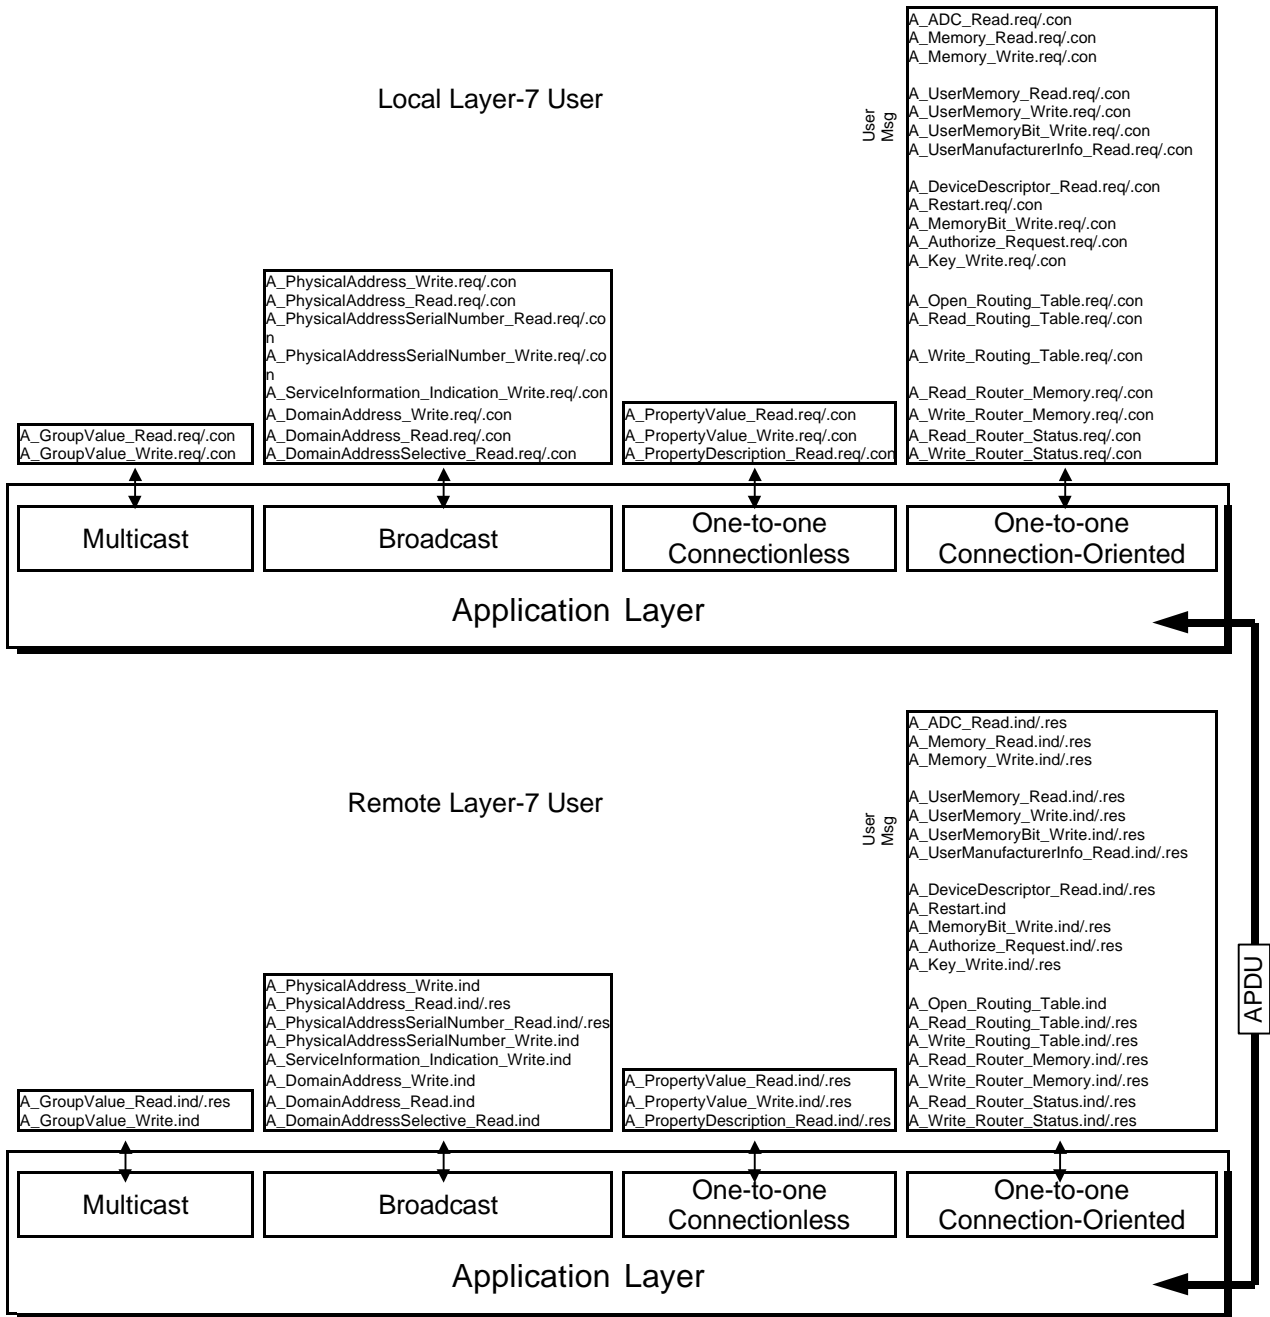 A_ADC_Read.req/.con
A_Memory_Read.req/.con
A_Memory_Write.req/.con
Local Layer-7 User
User
Msg
A_UserMemory_Read.req/.con
A_UserMemory_Write.req/.con
A_UserMemoryBit_Write.req/.con
A_UserManufacturerInfo_Read.req/.con
A_DeviceDescriptor_Read.req/.con
A_Restart.req/.con
A_MemoryBit_Write.req/.con
A_Authorize_Request.req/.con
A_Key_Write.req/.con
A_Open_Routing_Table.req/.con
A_Read_Routing_Table.req/.con
A_Write_Routing_Table.req/.con
A_Read_Router_Memory.req/.con
A_Write_Router_Memory.req/.con
A_Read_Router_Status.req/.con
A_Write_Router_Status.req/.con
A_PhysicalAddress_Write.req/.con
A_PhysicalAddress_Read.req/.con
A_PhysicalAddressSerialNumber_Read.req/.co
n
A_PhysicalAddressSerialNumber_Write.req/.co
n
A_ServiceInformation_Indication_Write.req/.con
A_DomainAddress_Write.req/.con
A_DomainAddress_Read.req/.con
A_DomainAddressSelective_Read.req/.con
A_PropertyValue_Read.req/.con
A_PropertyValue_Write.req/.con
A_PropertyDescription_Read.req/.con
A_GroupValue_Read.req/.con
A_GroupValue_Write.req/.con
Multicast
Broadcast
One-to-one
Connectionless
One-to-one
Connection-Oriented
Application Layer
A_ADC_Read.ind/.res
A_Memory_Read.ind/.res
A_Memory_Write.ind/.res
Remote Layer-7 User
User
Msg
A_UserMemory_Read.ind/.res
A_UserMemory_Write.ind/.res
A_UserMemoryBit_Write.ind/.res
A_UserManufacturerInfo_Read.ind/.res
A_DeviceDescriptor_Read.ind/.res
A_Restart.ind
A_MemoryBit_Write.ind/.res
A_Authorize_Request.ind/.res
A_Key_Write.ind/.res
A_Open_Routing_Table.ind
A_Read_Routing_Table.ind/.res
A_Write_Routing_Table.ind/.res
A_Read_Router_Memory.ind/.res
A_Write_Router_Memory.ind/.res
A_Read_Router_Status.ind/.res
A_Write_Router_Status.ind/.res
APDU
A_PhysicalAddress_Write.ind
A_PhysicalAddress_Read.ind/.res
A_PhysicalAddressSerialNumber_Read.ind/.res
A_PhysicalAddressSerialNumber_Write.ind
A_ServiceInformation_Indication_Write.ind
A_DomainAddress_Write.ind
A_DomainAddress_Read.ind
A_DomainAddressSelective_Read.ind
A_PropertyValue_Read.ind/.res
A_PropertyValue_Write.ind/.res
A_PropertyDescription_Read.ind/.res
A_GroupValue_Read.ind/.res
A_GroupValue_Write.ind
Multicast
Broadcast
One-to-one
Connectionless
One-to-one
Connection-Oriented
Application Layer